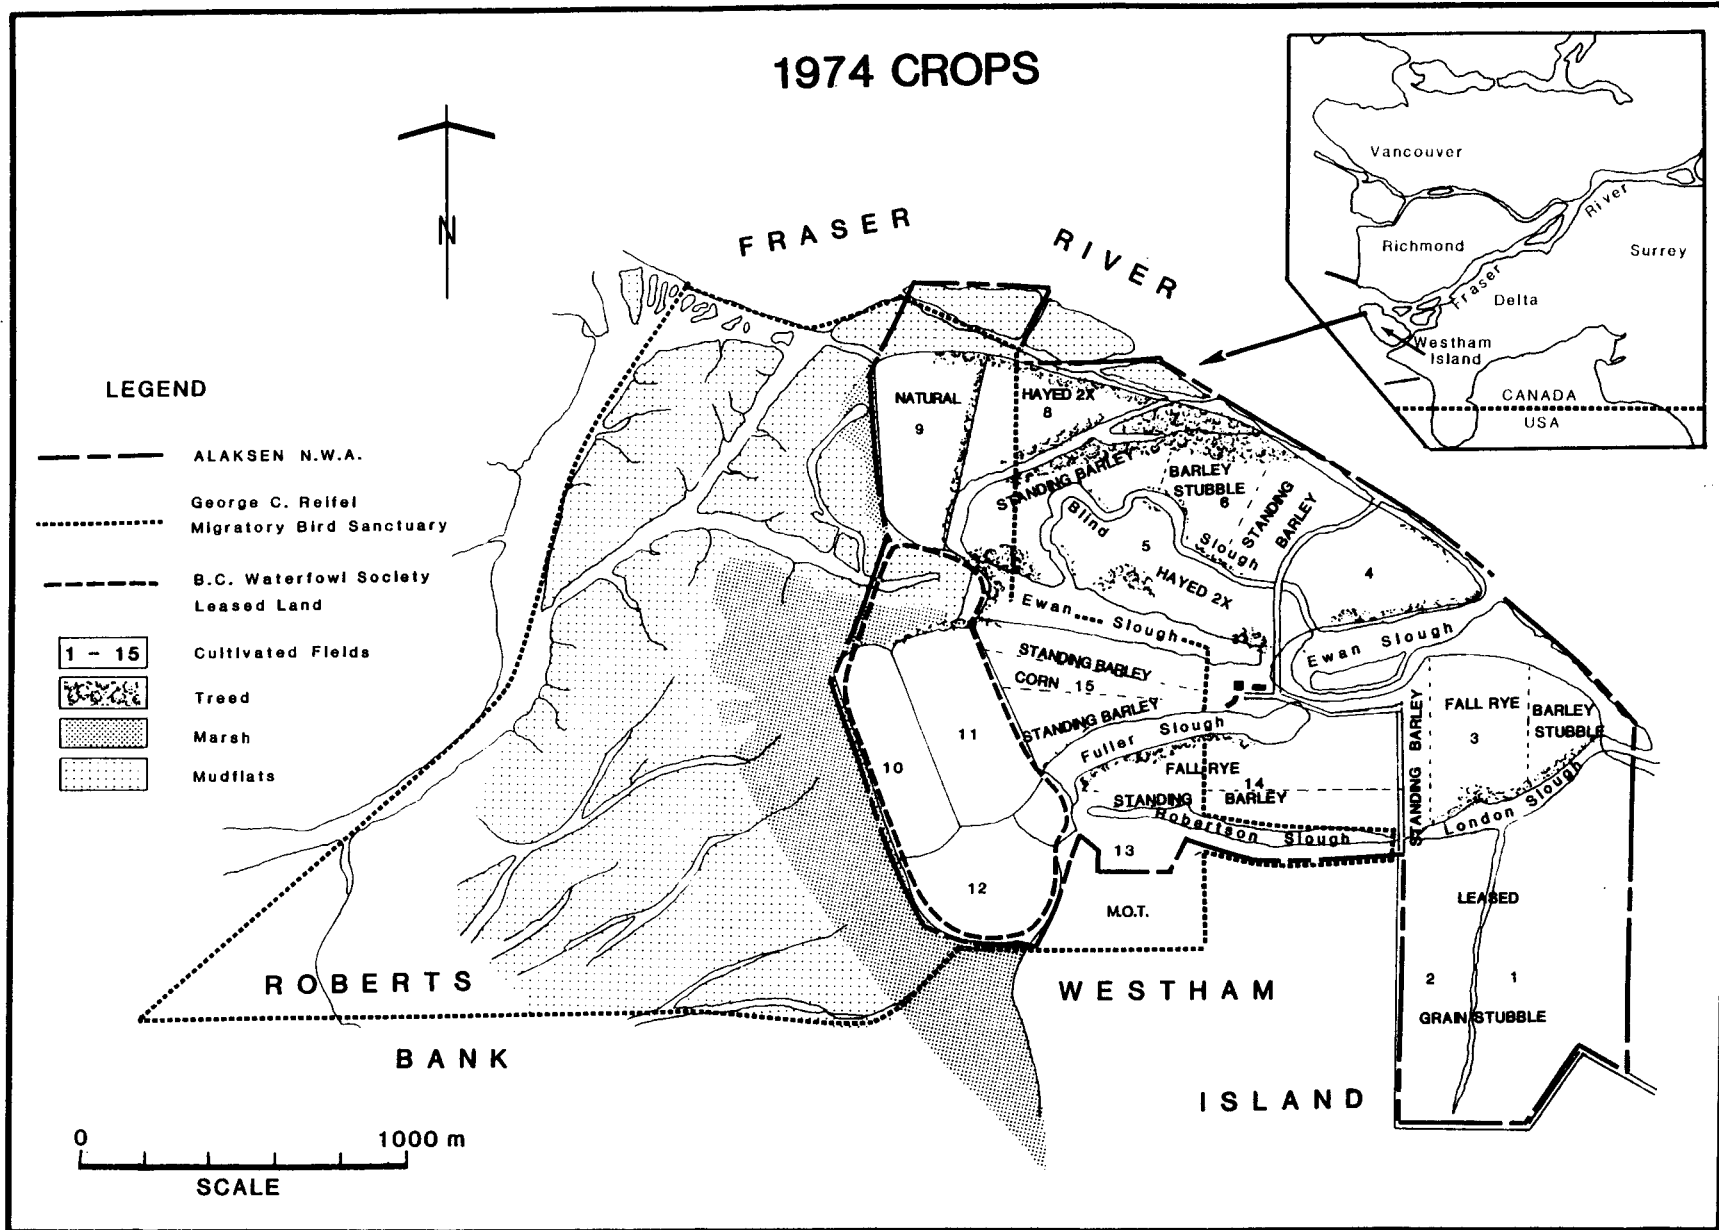 1974 CROPS
N
FRASER RIVER
Vancouver
Richmond
Surrey
River
Fraser
Delta
Westham
Island
CANADA
USA
LEGEND
ALAKSEN N.W.A.
George C. Reifel
Migratory Bird Sanctuary
B.C. Waterfowl Society
Leased Land
1 - 15 Cultivated Fields
Treed
Marsh
Mudflats
NATURAL
9
HAYED 2X
8
7
STANDING BARLEY
BARLEY
STUBBLE
6
STANDING
BARLEY
Blind Slough
5
HAYED 2X
4
Ewan Slough
Ewan Slough
STANDING BARLEY
CORN 15
STANDING BARLEY
Fuller Slough
FALL RYE
14
STANDING BARLEY
Robertson Slough
STANDING BARLEY
FALL RYE
3
BARLEY
STUBBLE
London Slough
11
10
12
13
M.O.T.
LEASED
2 1
GRAIN STUBBLE
ROBERTS
BANK
WESTHAM
ISLAND
0 1000 m
SCALE